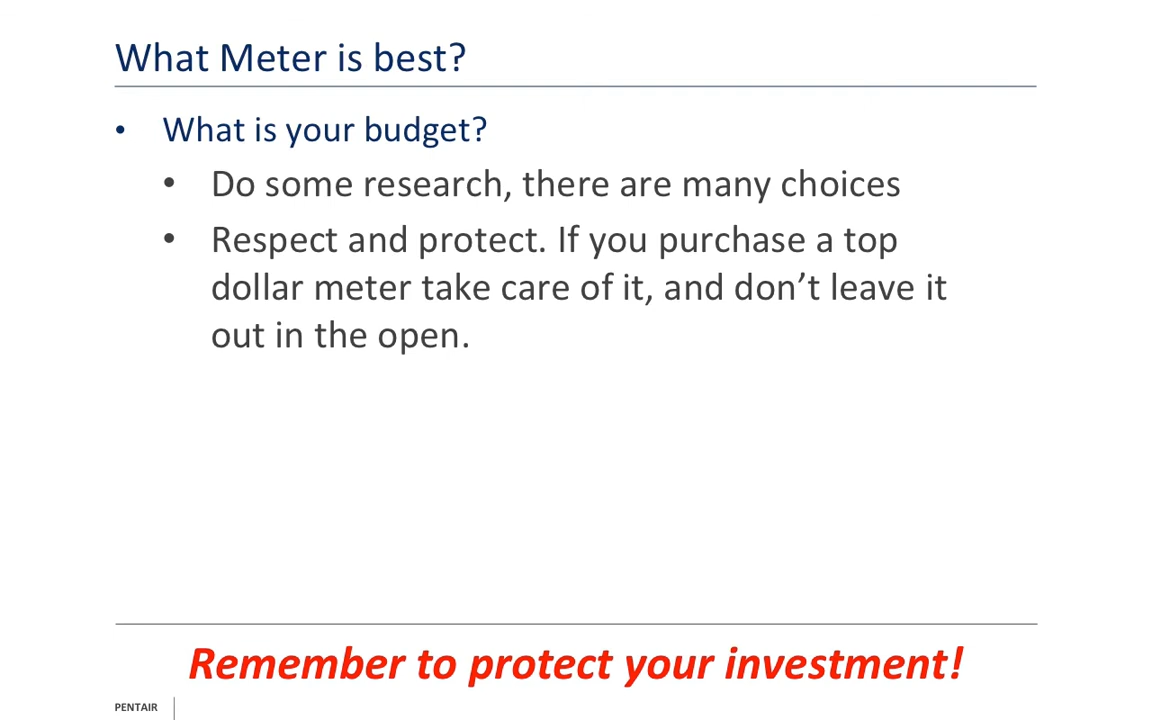 What Meter is best?
• What is your budget?
• Do some research, there are many choices
• Respect and protect. If you purchase a top
dollar meter take care of it, and don’t leave it
out in the open.
Remember to protect your investment!
PENTAIR